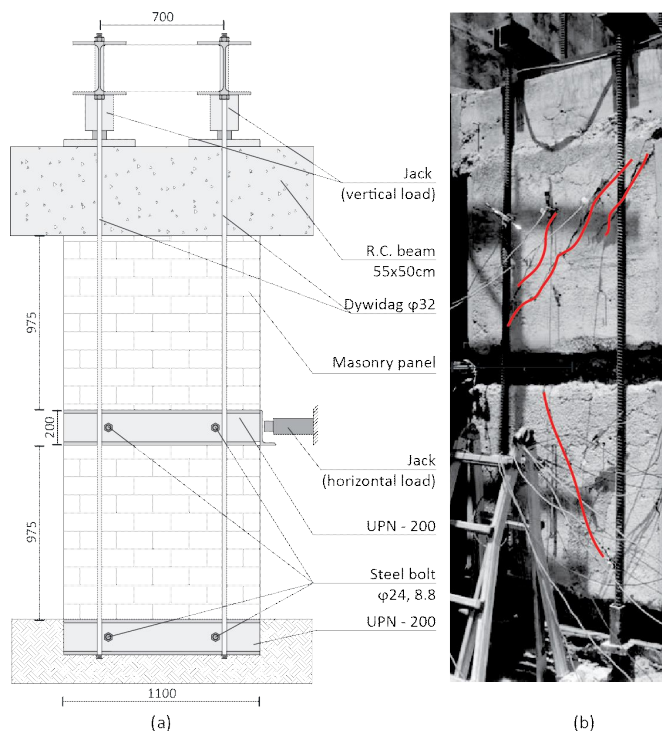 700
Jack
(vertical load)
R.C. beam
55x50cm
Dywidag φ32
975
Masonry panel
200
Jack
(horizontal load)
UPN - 200
975
Steel bolt
φ24, 8.8
UPN - 200
1100
(a)
(b)